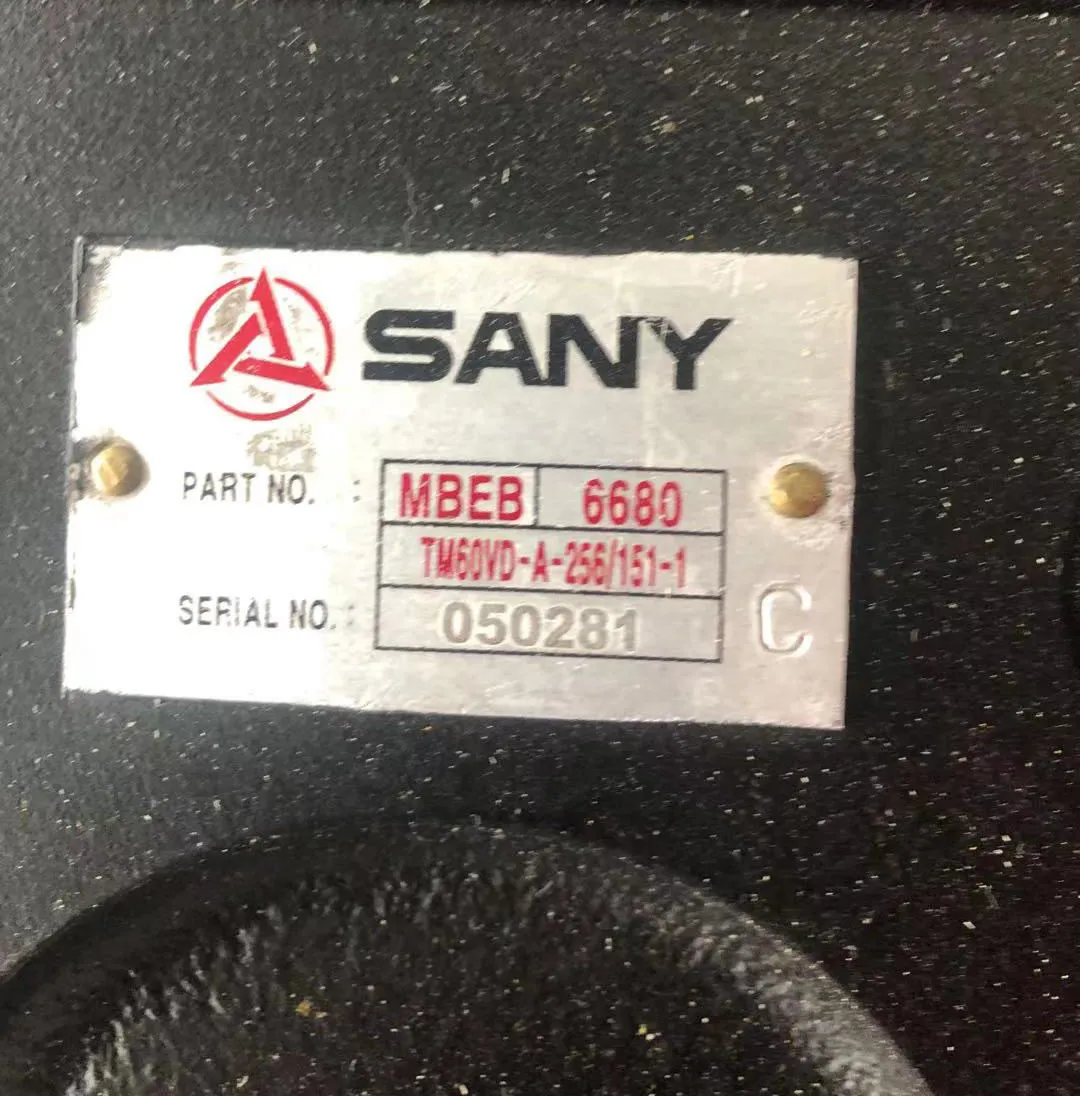 SANY
PART NO. : MBEB 6680
TM60VD-A-256/151-1
SERIAL NO.: 050281
C